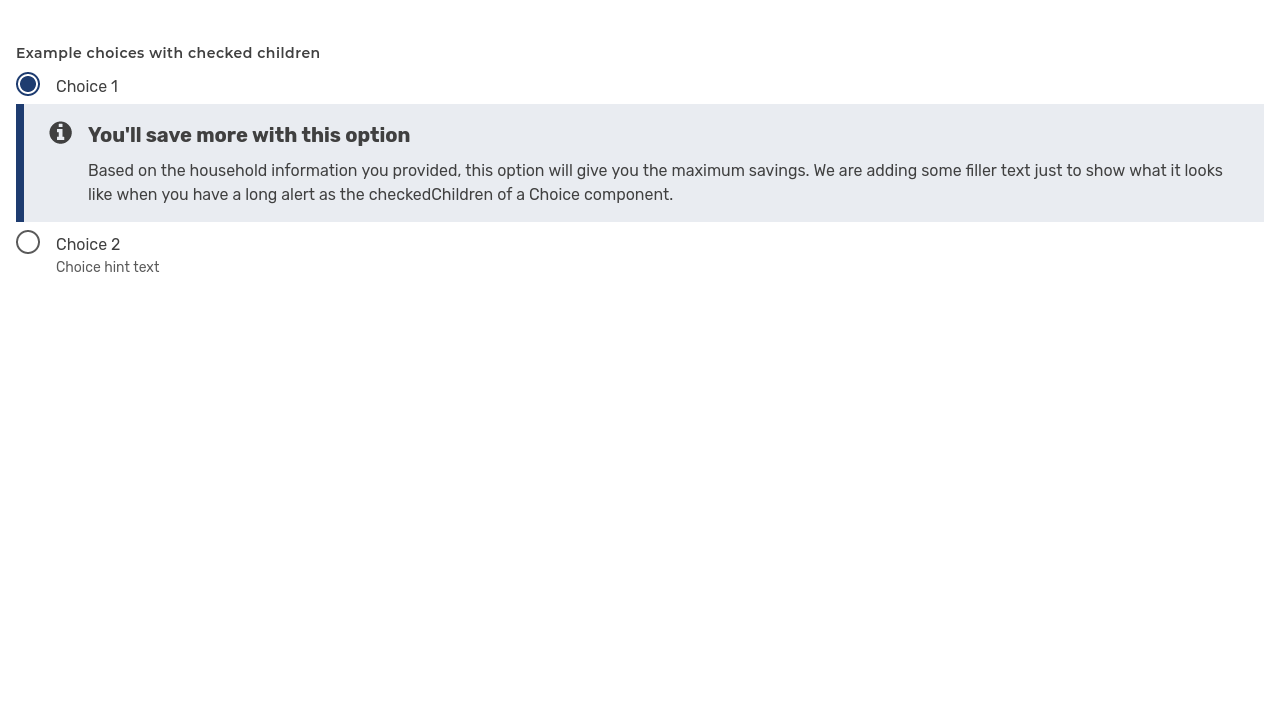 Example choices with checked children
Choice 1
You'll save more with this option
Based on the household information you provided, this option will give you the maximum savings. We are adding some filler text just to show what it looks
like when you have a long alert as the checkedChildren of a Choice component.
Choice 2
Choice hint text